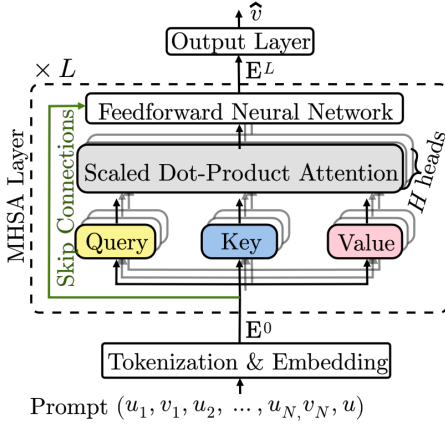 v̂
Output Layer
× L
E^L
Feedforward Neural Network
Scaled Dot-Product Attention
H heads
MHSA Layer
Skip Connections
Query Key Value
E^0
Tokenization & Embedding
Prompt (u_1, v_1, u_2, ..., u_N, v_N, u)